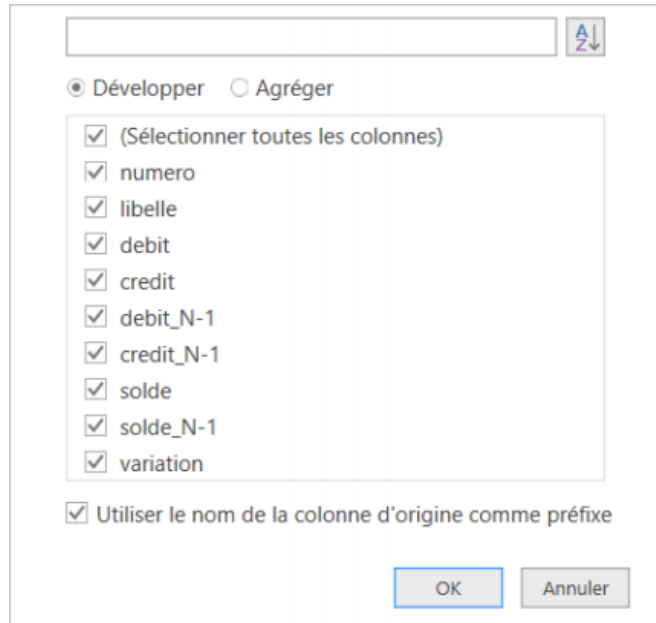 AZ
Développer Agréger
(Sélectionner toutes les colonnes)
numero
libelle
debit
credit
debit_N-1
credit_N-1
solde
solde_N-1
variation
Utiliser le nom de la colonne d'origine comme préfixe
OK Annuler